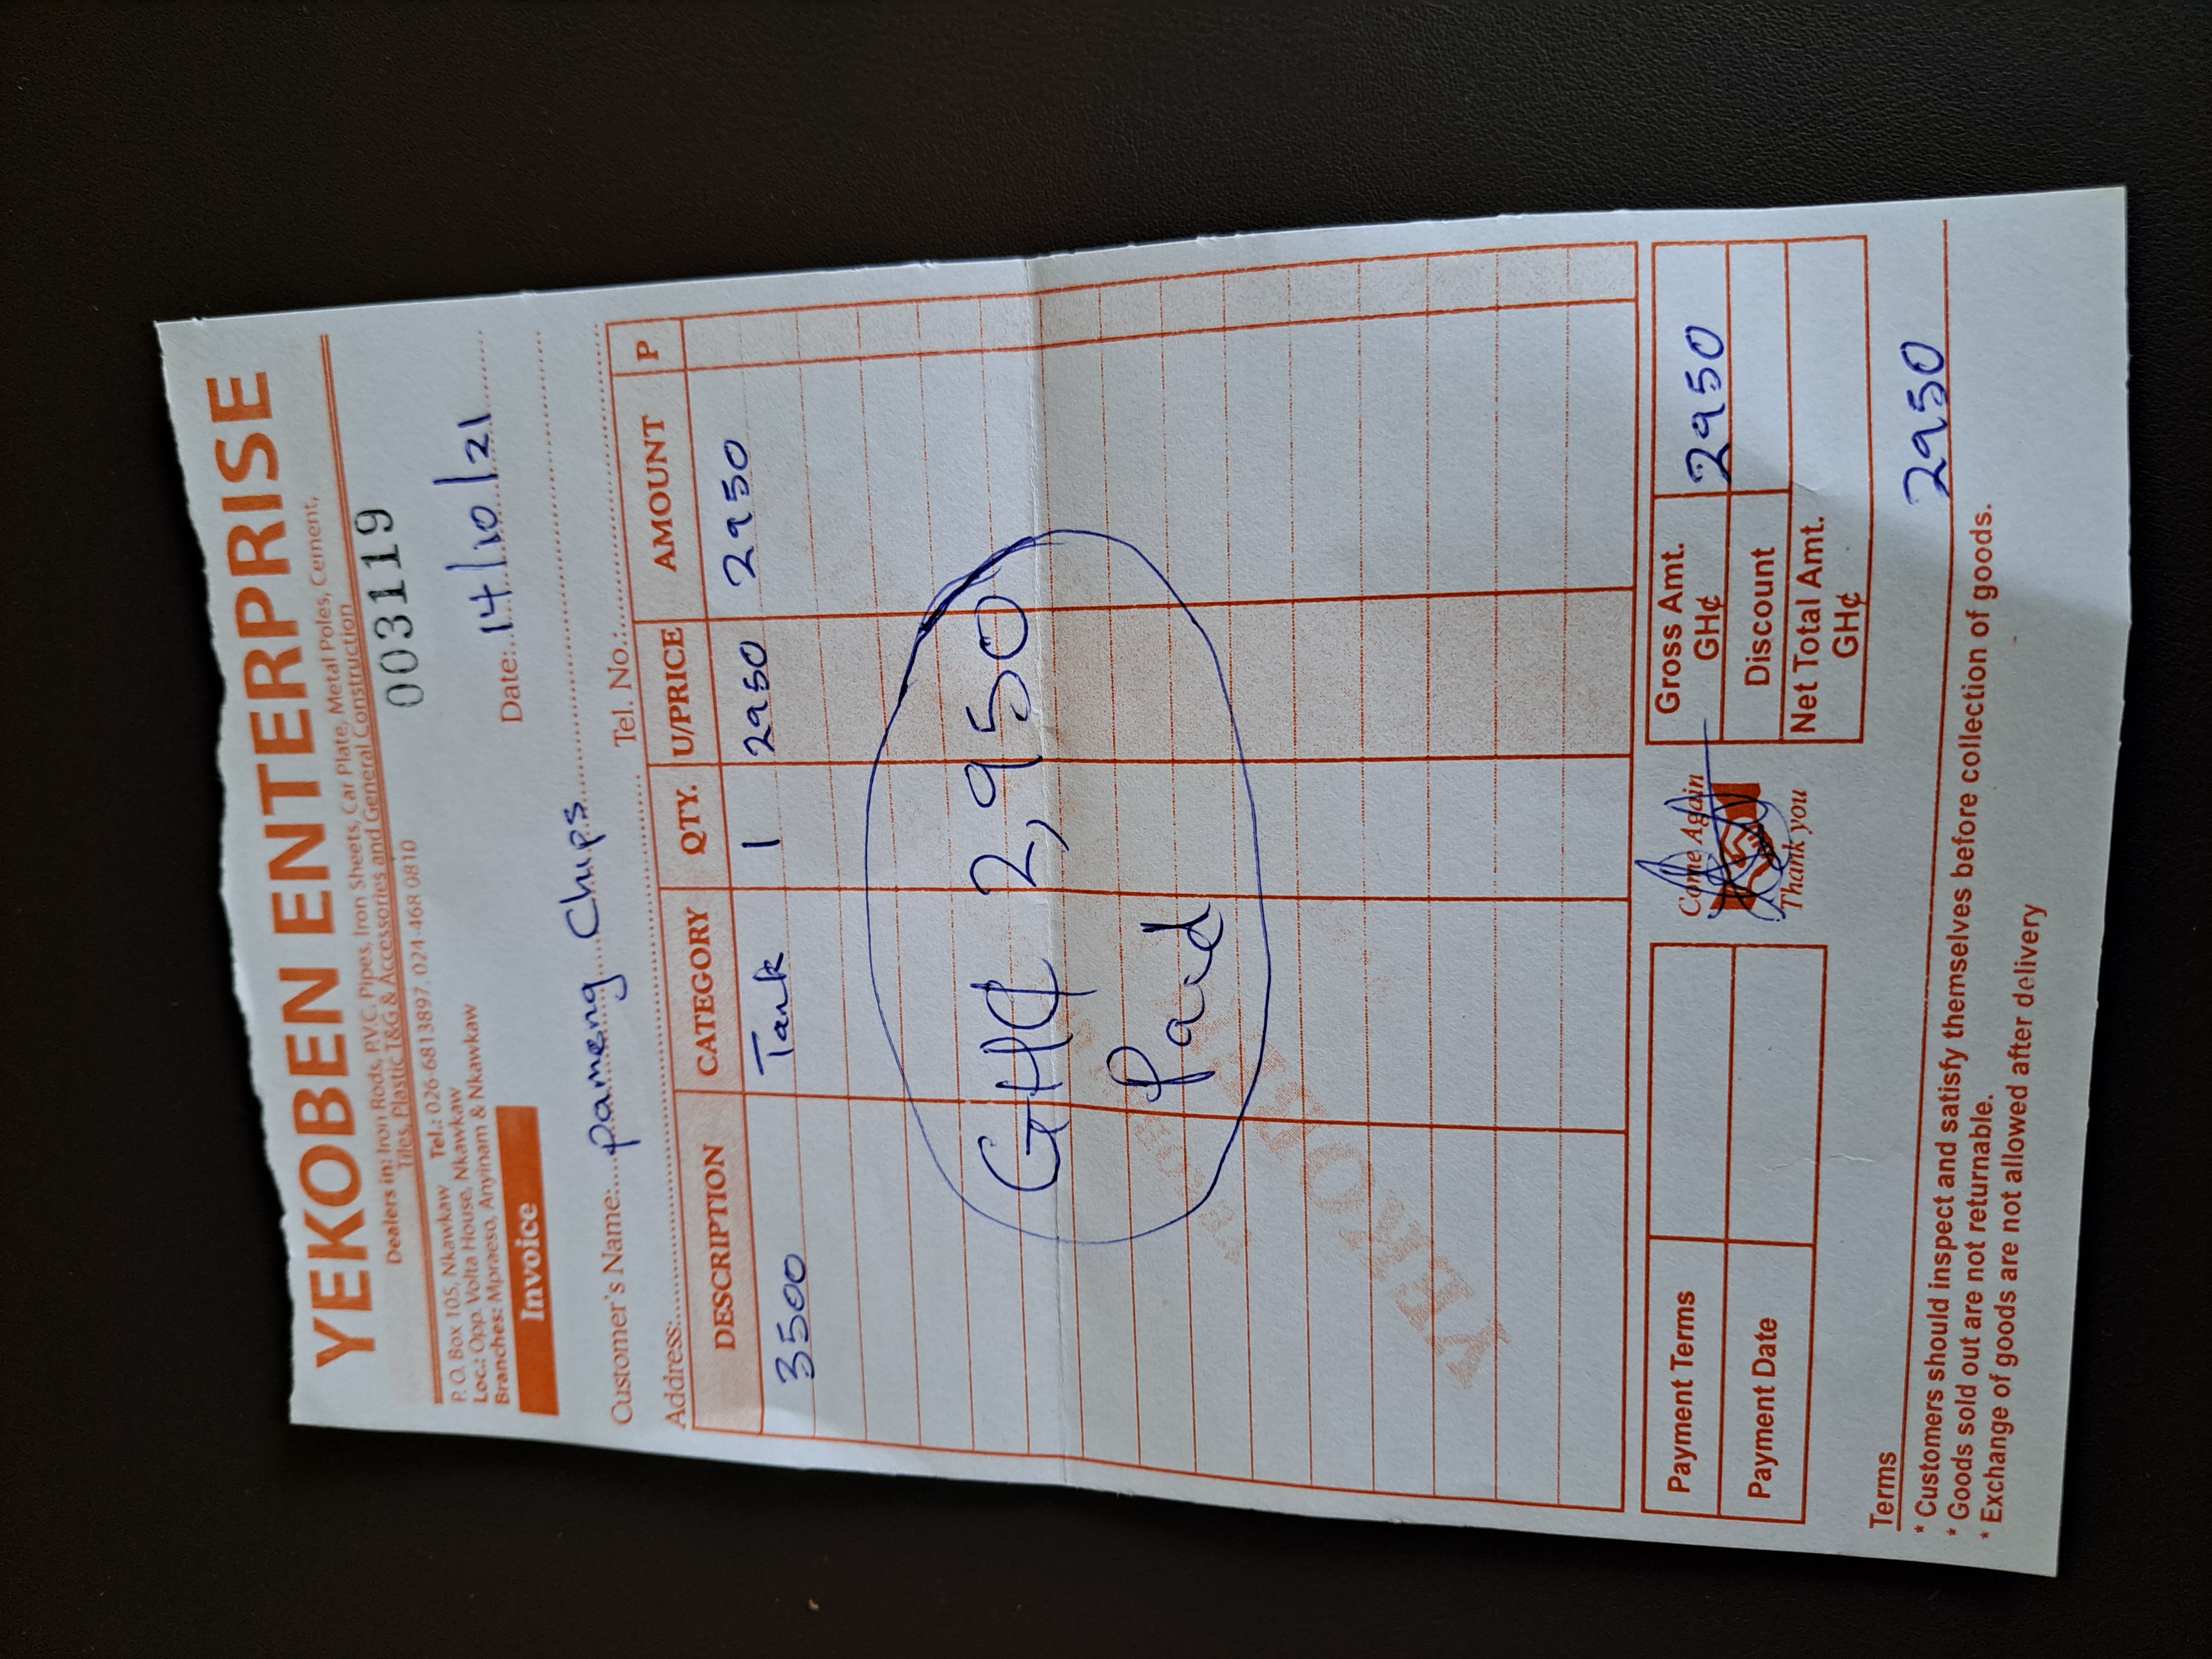 YEKOBEN ENTERPRISE
Dealers in: Iron Rods, P.V.C. Pipes, Iron Sheets, Car Plate, Metal Poles, Cement,
Tiles, Plastic T&G & Accessories and General Construction
P. O. Box 105, Nkawkaw Tel.: 026-6813897, 024-468 0810
Loc.: Opp. Volta House, Nkawkaw
Branches: Mpraeso, Anyinam & Nkawkaw
003119
Invoice
Date: 14/10/21
Customer's Name: pameng Chips
Address: Tel. No.:
DESCRIPTION CATEGORY QTY. U/PRICE AMOUNT P
3500 Tank 1 2950 2950
GH₵ 2,950
Paid
YEKOBEN
Payment Terms
Payment Date
Come Again
Thank you
Gross Amt. GH¢ 2950
Discount
Net Total Amt. GH¢
2950
Terms
* Customers should inspect and satisfy themselves before collection of goods.
* Goods sold out are not returnable.
* Exchange of goods are not allowed after delivery